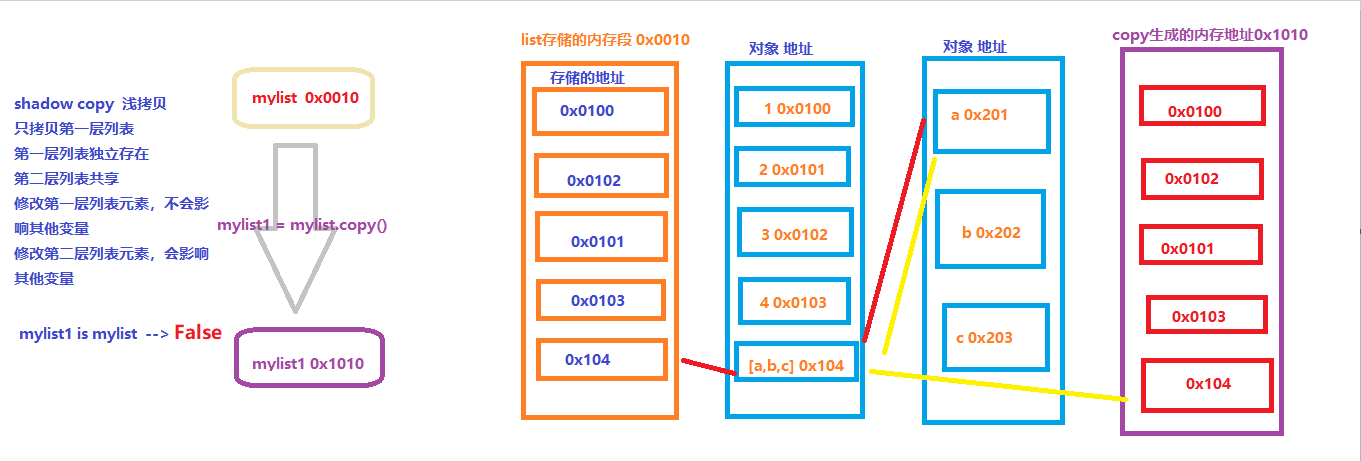 shadow copy 浅拷贝
只拷贝第一层列表
第一层列表独立存在
第二层列表共享
修改第一层列表元素，不会影
响其他变量
修改第二层列表元素，会影响
其他变量
mylist1 is mylist --> False
mylist 0x0010
mylist1 = mylist.copy()
mylist1 0x1010
list存储的内存段 0x0010
存储的地址
0x0100
0x0102
0x0101
0x0103
0x104
对象 地址
1 0x0100
2 0x0101
3 0x0102
4 0x0103
[a,b,c] 0x104
对象 地址
a 0x201
b 0x202
c 0x203
copy生成的内存地址0x1010
0x0100
0x0102
0x0101
0x0103
0x104